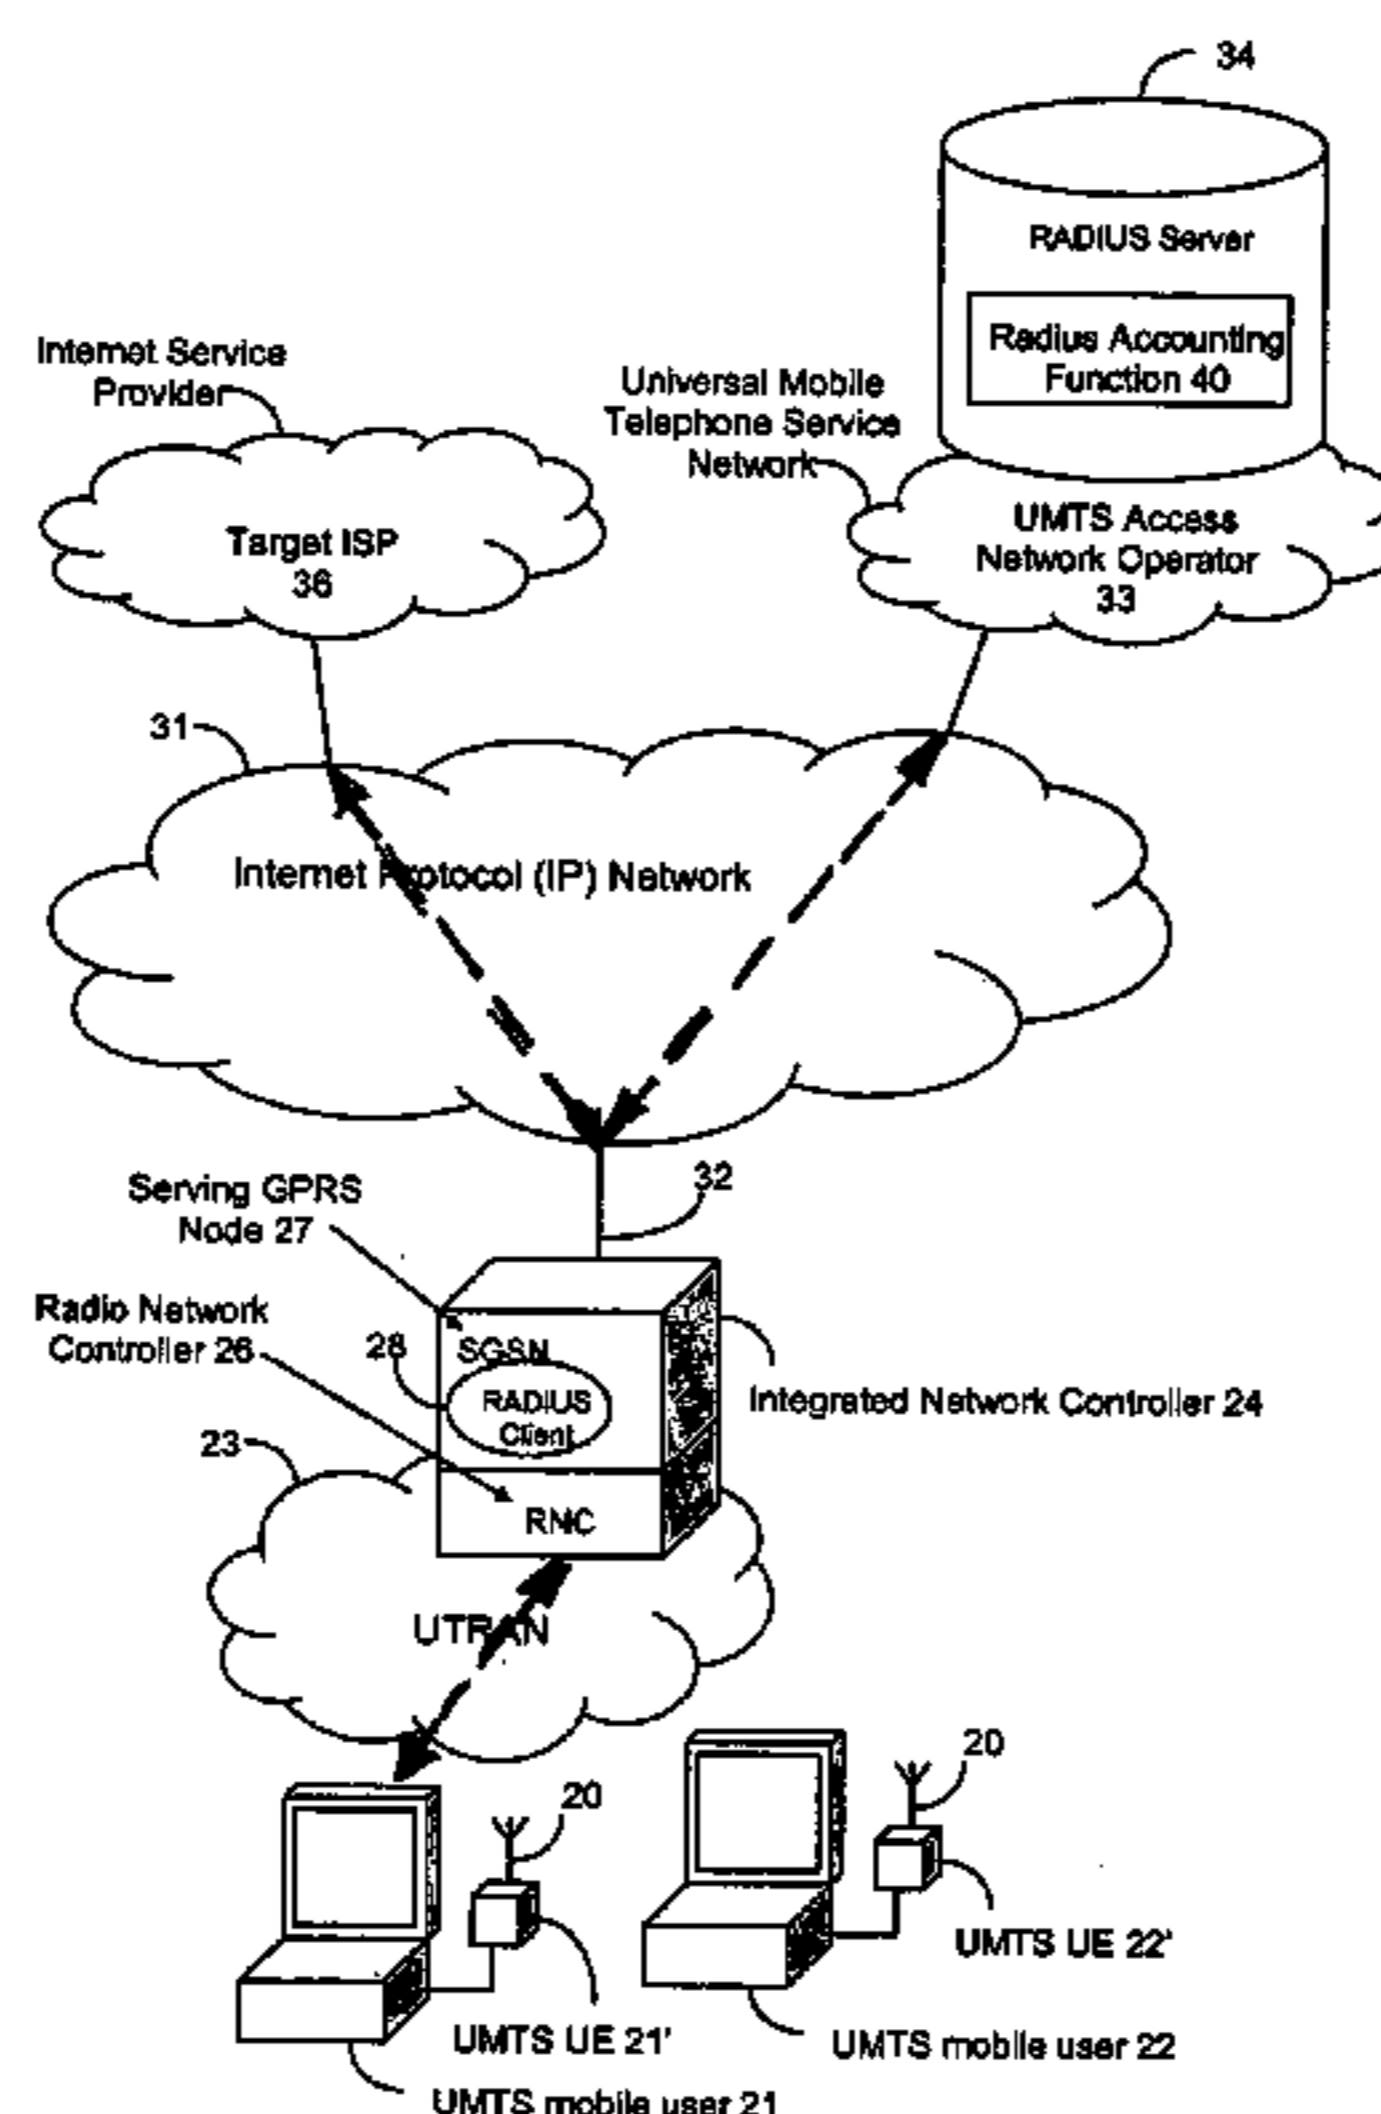 34
RADIUS Server
Radius Accounting
Function 40
Internet Service
Provider
Universal Mobile
Telephone Service
Network
Target ISP
36
UMTS Access
Network Operator
33
31
Internet Protocol (IP) Network
32
Serving GPRS
Node 27
Radio Network
Controller 26
28
SGSN
RADIUS
Client
Integrated Network Controller 24
23
RNC
UTRAN
20
20
UMTS UE 22'
UMTS UE 21'
UMTS mobile user 22
UMTS mobile user 21